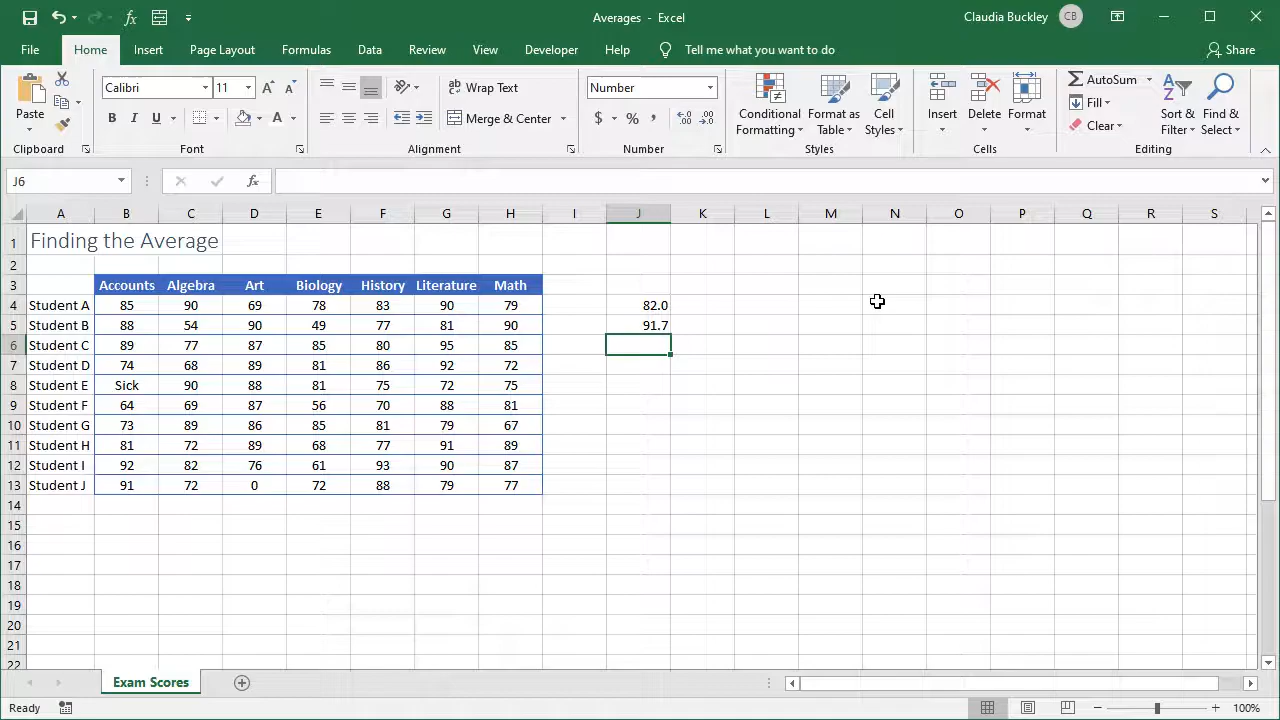 Averages - Excel
Claudia Buckley CB
File Home Insert Page Layout Formulas Data Review View Developer Help Tell me what you want to do Share
Paste
Clipboard
Calibri 11
B I U A
Font
Wrap Text
Merge & Center
Alignment
Number
$ % ,
Number
Conditional Formatting
Format as Table
Cell Styles
Styles
Insert
Delete
Format
Cells
AutoSum
Fill
Clear
Sort & Filter
Find & Select
Editing
J6 fx
A B C D E F G H I J K L M N O P Q R S
1 Finding the Average
2
3 Accounts Algebra Art Biology History Literature Math
4 Student A 85 90 69 78 83 90 79 82.0
5 Student B 88 54 90 49 77 81 90 91.7
6 Student C 89 77 87 85 80 95 85
7 Student D 74 68 89 81 86 92 72
8 Student E Sick 90 88 81 75 72 75
9 Student F 64 69 87 56 70 88 81
10 Student G 73 89 86 85 81 79 67
11 Student H 81 72 89 68 77 91 89
12 Student I 92 82 76 61 93 90 87
13 Student J 91 72 0 72 88 79 77
14
15
16
17
18
19
20
21
22
Exam Scores
Ready 100%